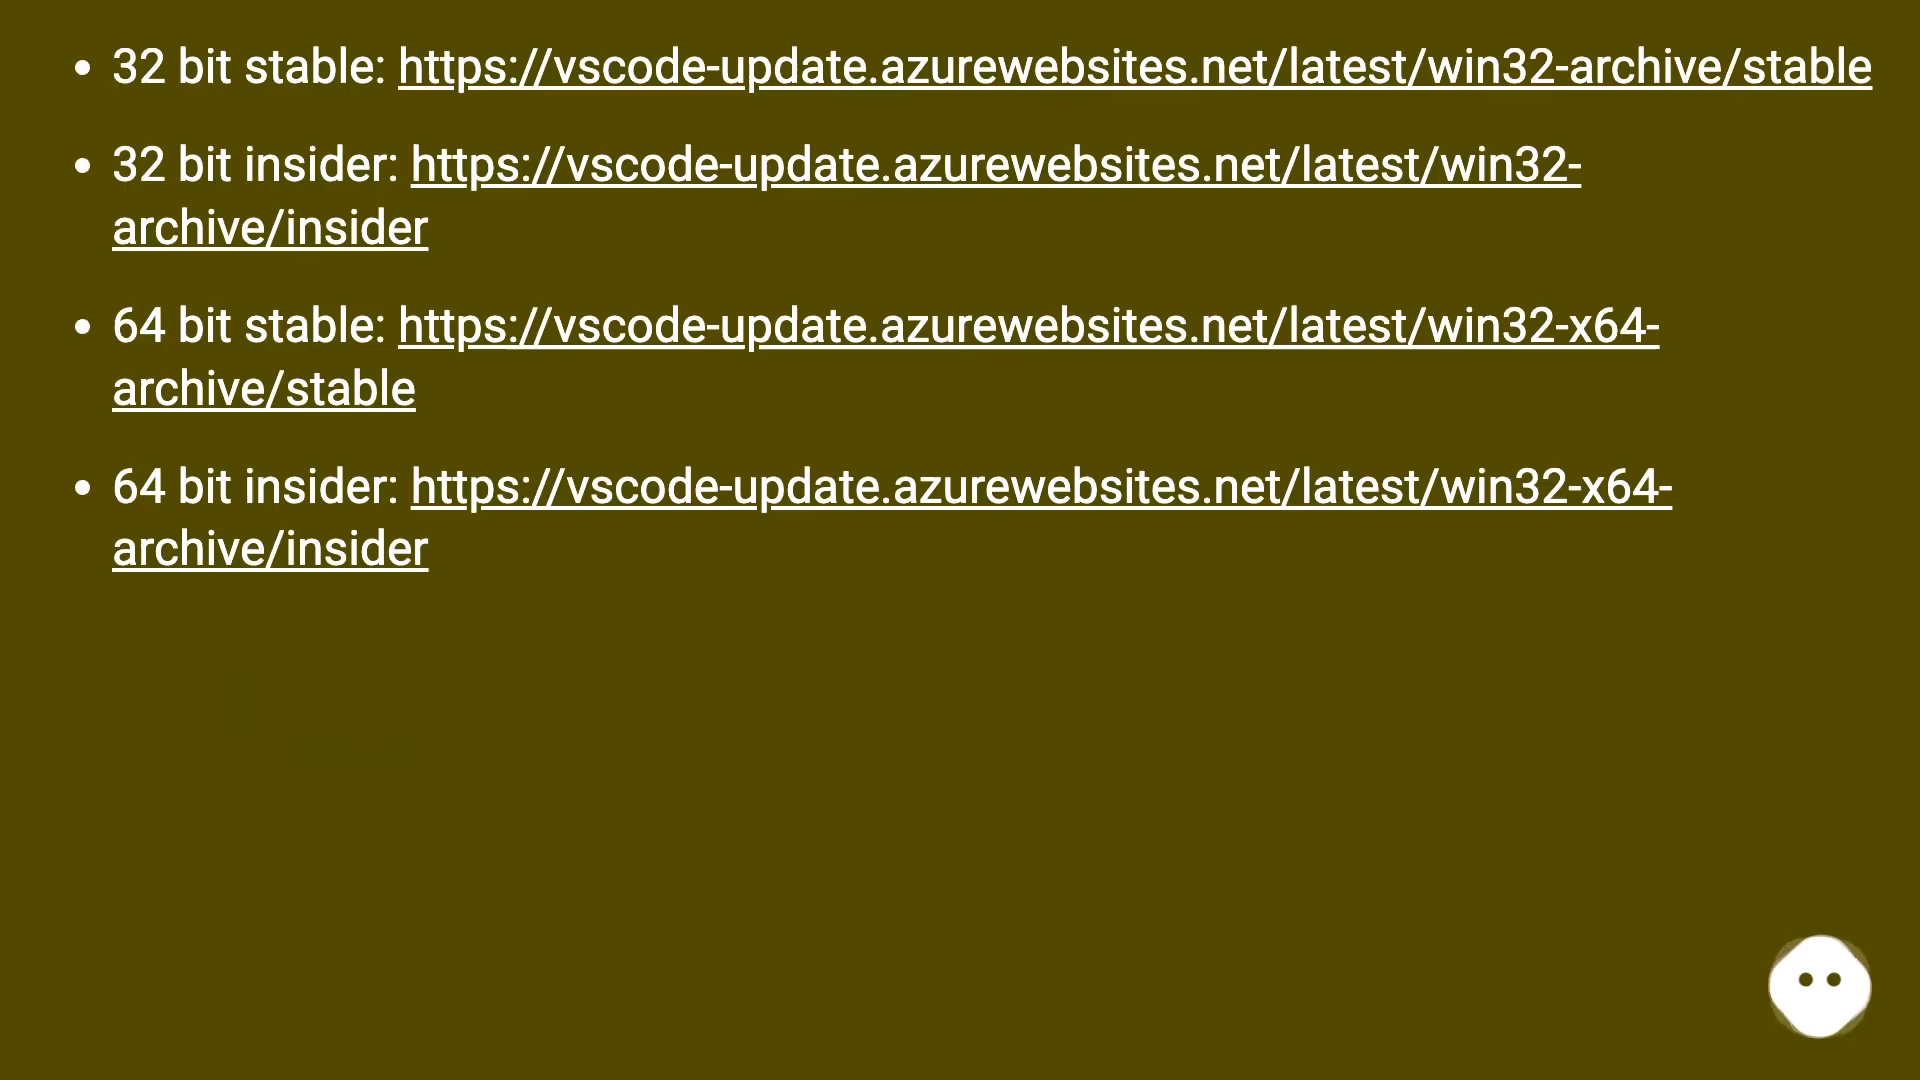 • 32 bit stable: https://vscode-update.azurewebsites.net/latest/win32-archive/stable
• 32 bit insider: https://vscode-update.azurewebsites.net/latest/win32-
archive/insider
• 64 bit stable: https://vscode-update.azurewebsites.net/latest/win32-x64-
archive/stable
• 64 bit insider: https://vscode-update.azurewebsites.net/latest/win32-x64-
archive/insider